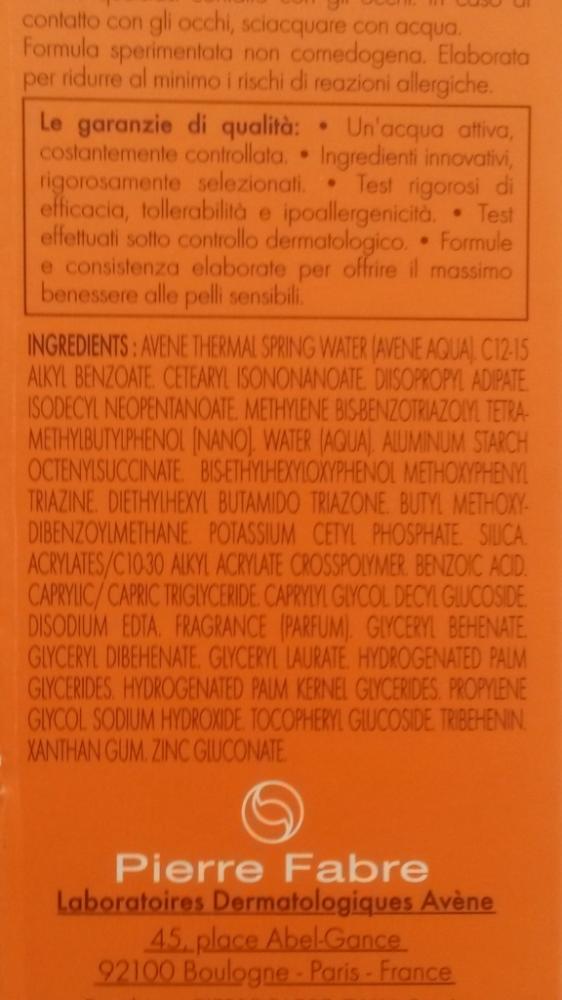 contatto con gli occhi, sciacquare con acqua.
Formula sperimentata non comedogena. Elaborata
per ridurre al minimo i rischi di reazioni allergiche.
Le garanzie di qualità: • Un'acqua attiva,
costantemente controllata. • Ingredienti innovativi,
rigorosamente selezionati. • Test rigorosi di
efficacia, tollerabilità e ipoallergenicità. • Test
effettuati sotto controllo dermatologico. • Formule
e consistenza elaborate per offrire il massimo
benessere alle pelli sensibili.
INGREDIENTS : AVENE THERMAL SPRING WATER (AVENE AQUA). C12-15
ALKYL BENZOATE. CETEARYL ISONONANOATE. DIISOPROPYL ADIPATE.
ISODECYL NEOPENTANOATE. METHYLENE BIS-BENZOTRIAZOLYL TETRA-
METHYLBUTYLPHENOL [NANO]. WATER (AQUA). ALUMINUM STARCH
OCTENYLSUCCINATE. BIS-ETHYLHEXYLOXYPHENOL METHOXYPHENYL
TRIAZINE. DIETHYLHEXYL BUTAMIDO TRIAZONE. BUTYL METHOXY-
DIBENZOYLMETHANE. POTASSIUM CETYL PHOSPHATE. SILICA.
ACRYLATES/C10-30 ALKYL ACRYLATE CROSSPOLYMER. BENZOIC ACID.
CAPRYLIC/ CAPRIC TRIGLYCERIDE. CAPRYLYL GLYCOL. DECYL GLUCOSIDE.
DISODIUM EDTA. FRAGRANCE (PARFUM). GLYCERYL BEHENATE.
GLYCERYL DIBEHENATE. GLYCERYL LAURATE. HYDROGENATED PALM
GLYCERIDES. HYDROGENATED PALM KERNEL GLYCERIDES. PROPYLENE
GLYCOL. SODIUM HYDROXIDE. TOCOPHERYL GLUCOSIDE. TRIBEHENIN.
XANTHAN GUM. ZINC GLUCONATE.
Pierre Fabre
Laboratoires Dermatologiques Avène
45, place Abel-Gance
92100 Boulogne - Paris - France